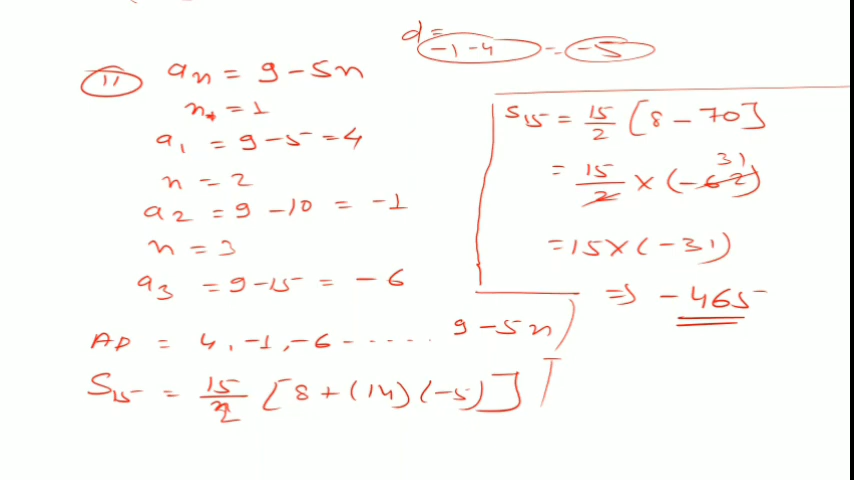 d =
-1-4 = -5
11 an = 9-5n
n = 1
a1 = 9-5=4
n = 2
a2 = 9-10 = -1
n = 3
a3 = 9-15 = -6
AP = 4, -1, -6 ...... 9-5n
S15 = 15/2 [8+(14)(-5)]
S15 = 15/2 [8-70]
= 15/2 × (-62) 31
=15×(-31)
⇒ -465